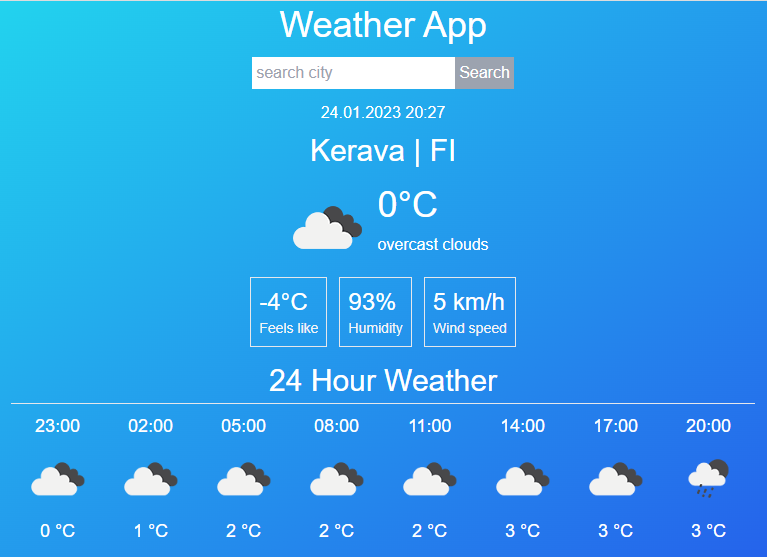 Weather App
search city Search
24.01.2023 20:27
Kerava | FI
0°C
overcast clouds
-4°C 93% 5 km/h
Feels like Humidity Wind speed
24 Hour Weather
23:00 02:00 05:00 08:00 11:00 14:00 17:00 20:00
0 °C 1 °C 2 °C 2 °C 2 °C 3 °C 3 °C 3 °C